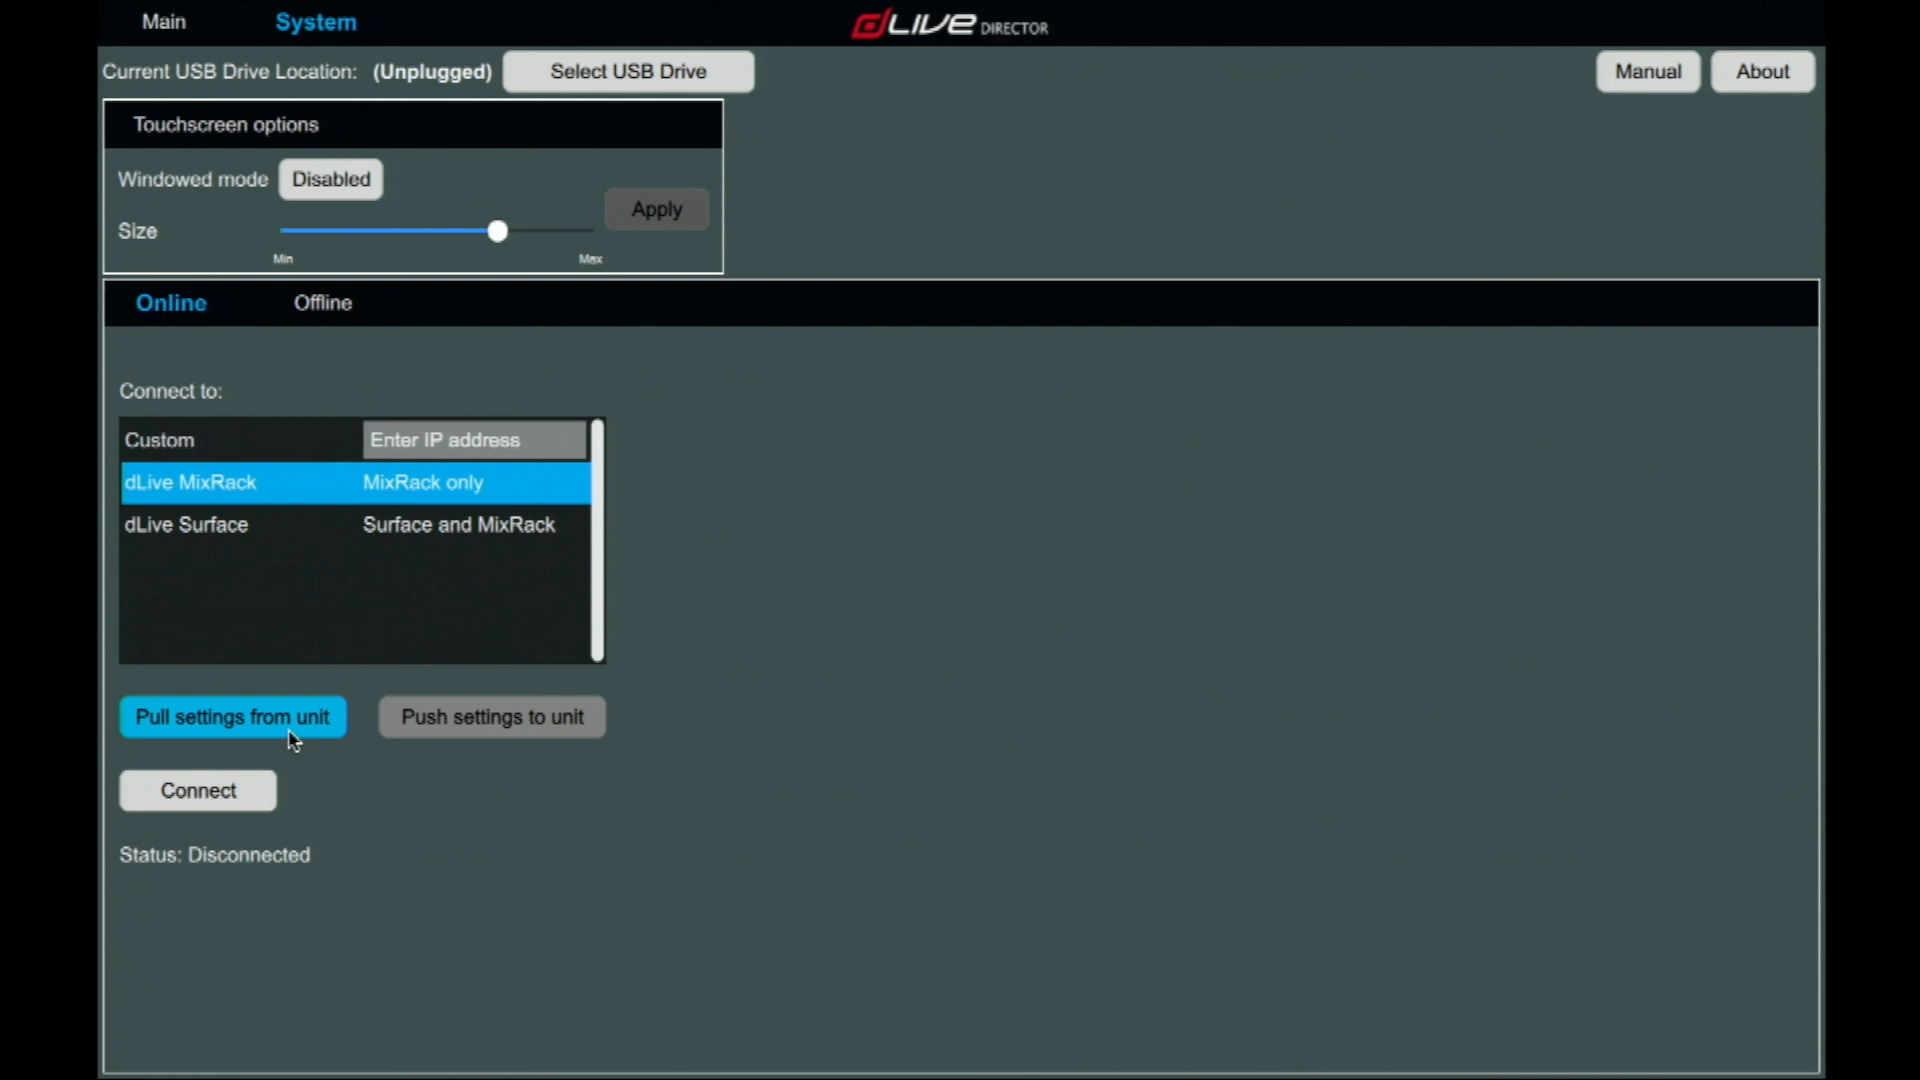 Main System dLIVE DIRECTOR
Current USB Drive Location: (Unplugged) Select USB Drive Manual About
Touchscreen options
Windowed mode Disabled
Apply
Size
Min Max
Online Offline
Connect to:
Custom Enter IP address
dLive MixRack MixRack only
dLive Surface Surface and MixRack
Pull settings from unit Push settings to unit
Connect
Status: Disconnected